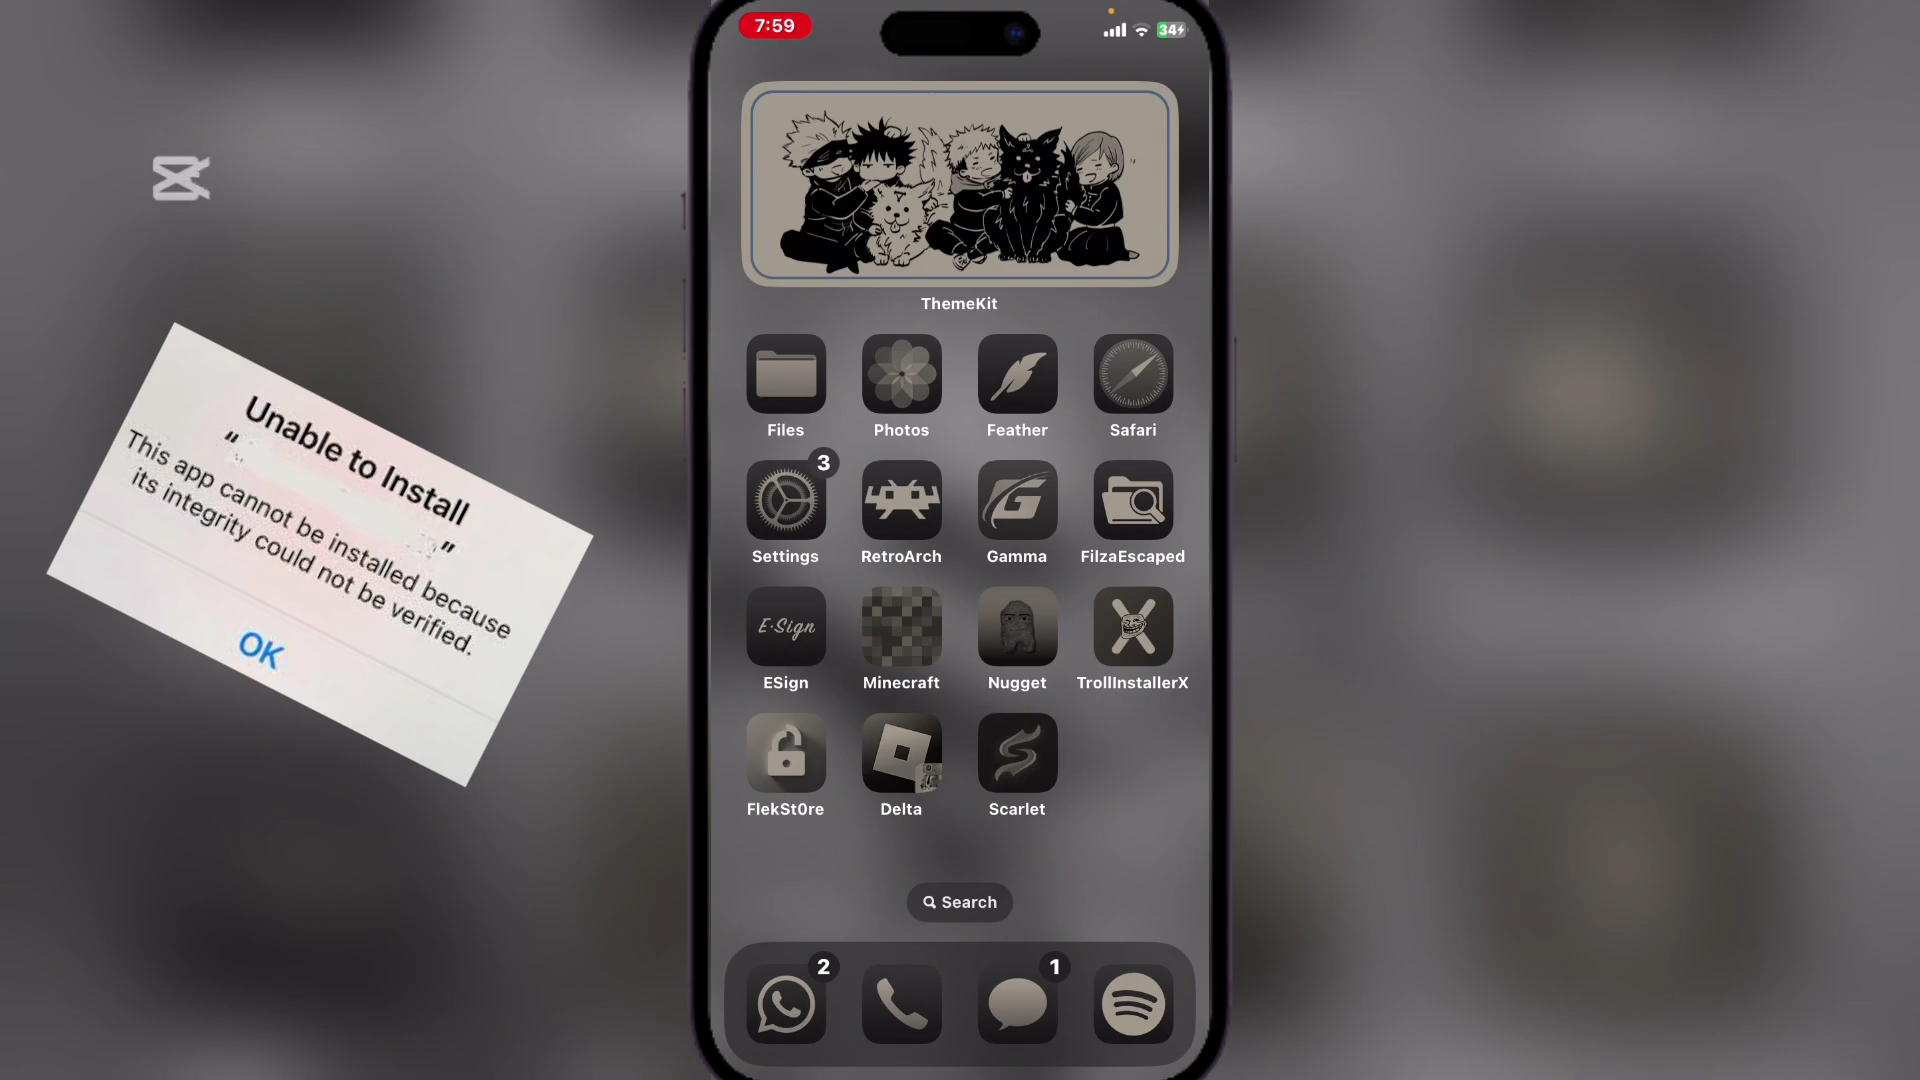 7:59
34
ThemeKit
Files
Photos
Feather
Safari
3
Settings
RetroArch
Gamma
FilzaEscaped
E·Sign
ESign
Minecraft
Nugget
TrollInstallerX
FlekSt0re
Delta
Scarlet
Search
2
1
Unable to Install
"
"
This app cannot be installed because
its integrity could not be verified.
OK